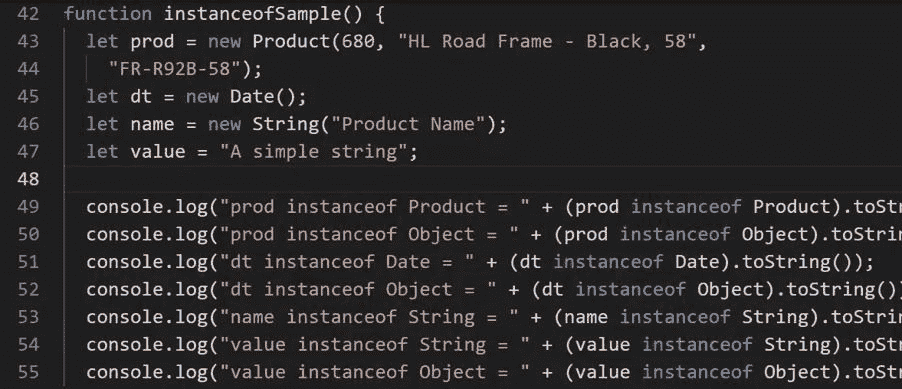 42 function instanceofSample() {
43 let prod = new Product(680, "HL Road Frame - Black, 58",
44 "FR-R92B-58");
45 let dt = new Date();
46 let name = new String("Product Name");
47 let value = "A simple string";
48
49 console.log("prod instanceof Product = " + (prod instanceof Product).toStr
50 console.log("prod instanceof Object = " + (prod instanceof Object).toStrin
51 console.log("dt instanceof Date = " + (dt instanceof Date).toString());
52 console.log("dt instanceof Object = " + (dt instanceof Object).toString()
53 console.log("name instanceof String = " + (name instanceof String).toStrin
54 console.log("value instanceof String = " + (value instanceof String).toStr
55 console.log("value instanceof Object = " + (value instanceof Object).toStr